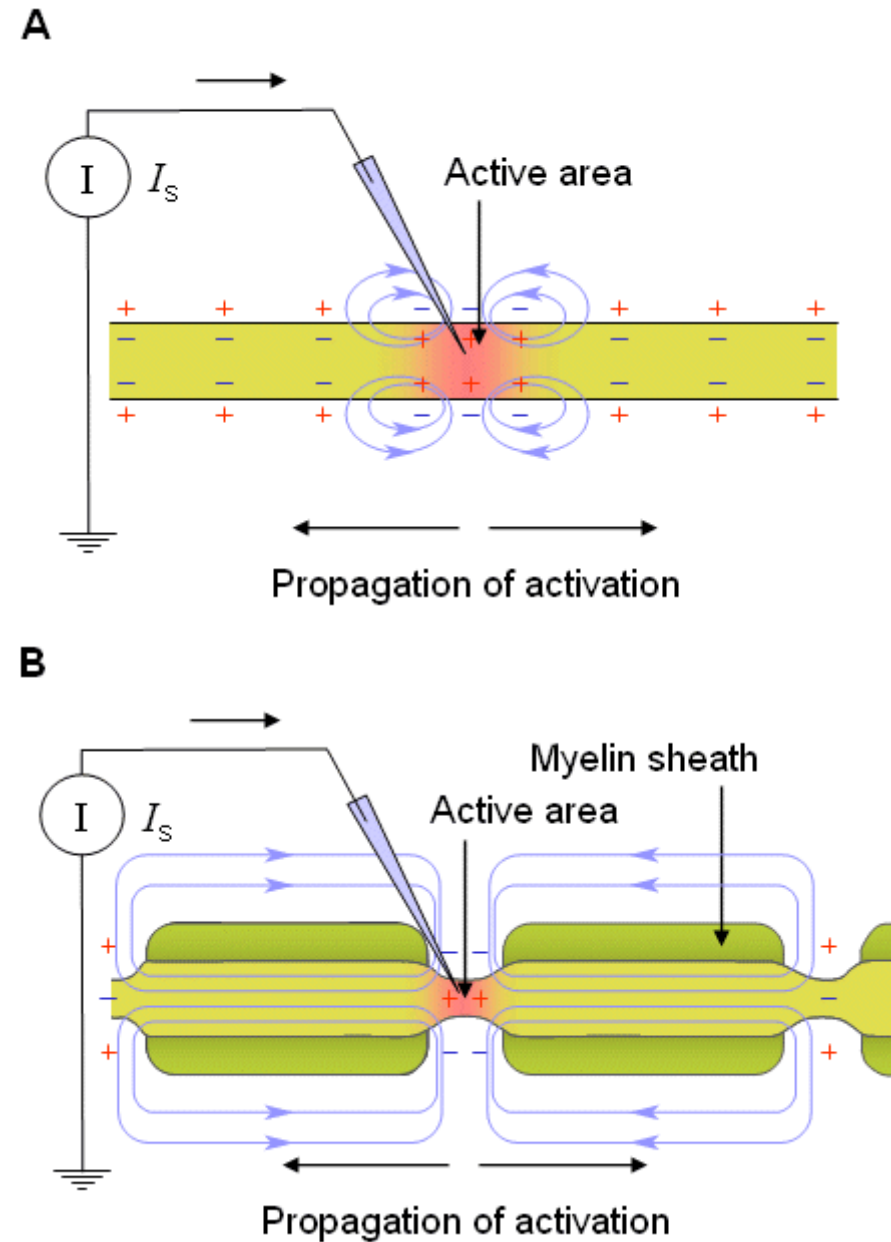 A
I
I_S
Active area
+ + + − − − + + +
− − − + + + − − −
− − − + + + − − −
+ + + − − − + + +
Propagation of activation
B
Myelin sheath
I
I_S
Active area
+ − − +
− + + −
+ − − +
Propagation of activation